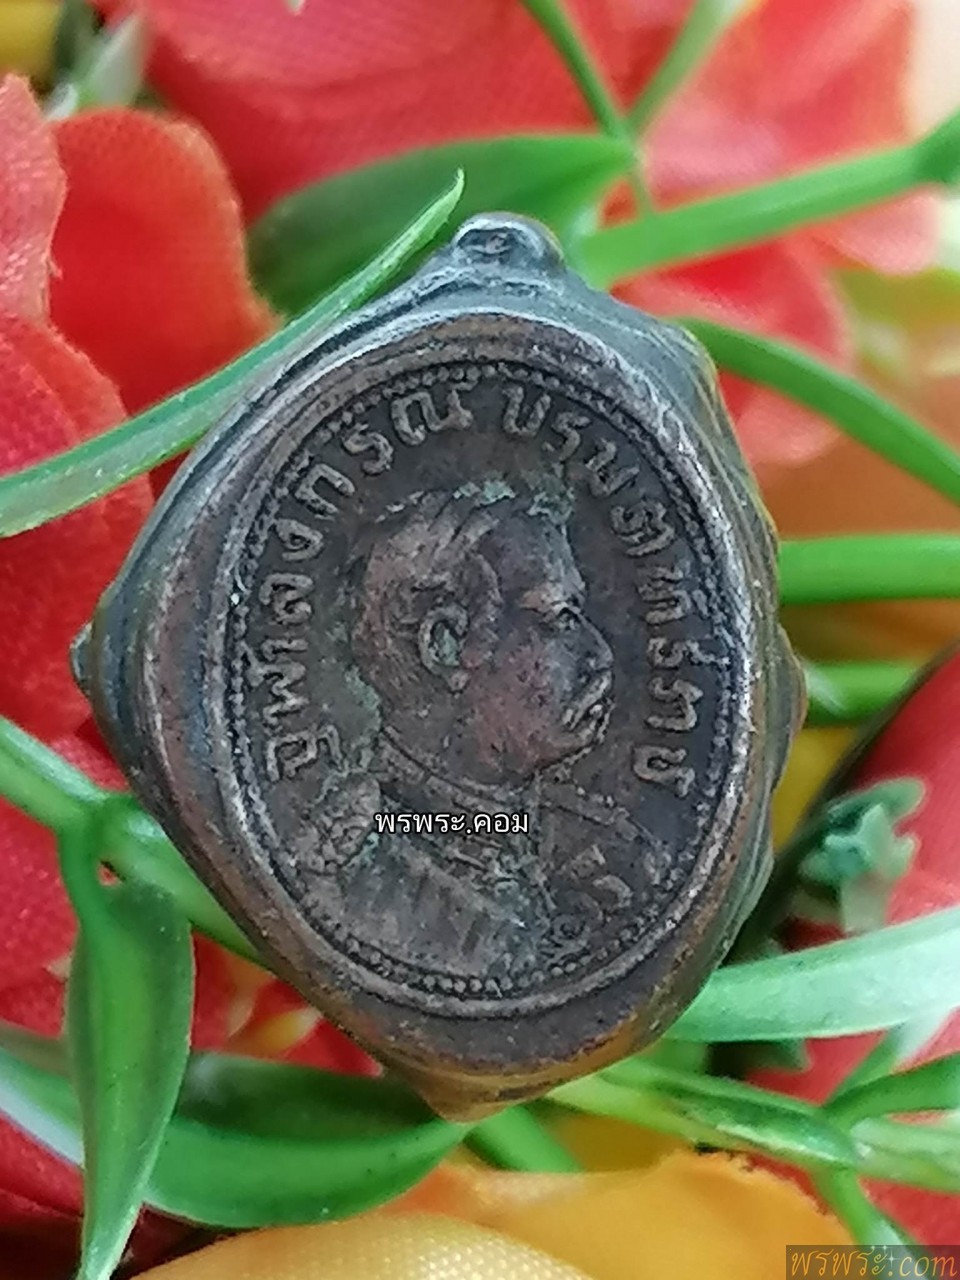 จุฬาลงกรณ์ บรมราชาธิราช
พรพระ.คอม
พรพระ.com